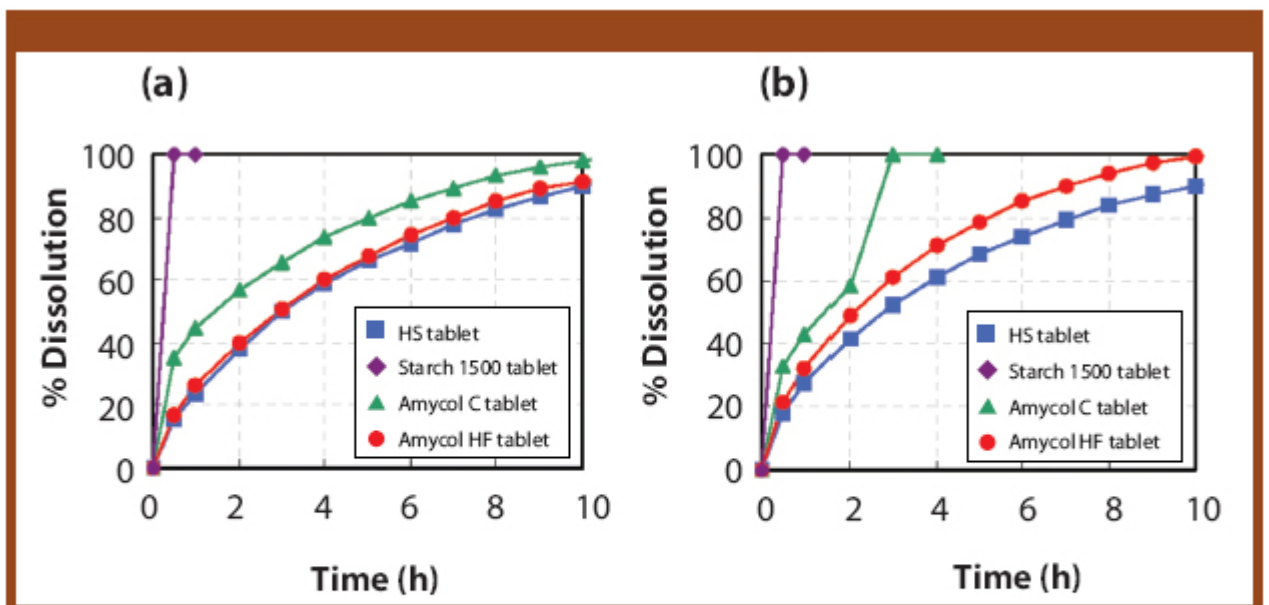 (a)
% Dissolution
100
80
60
40
20
0
HS tablet
Starch 1500 tablet
Amycol C tablet
Amycol HF tablet
0 2 4 6 8 10
Time (h)
(b)
% Dissolution
100
80
60
40
20
0
HS tablet
Starch 1500 tablet
Amycol C tablet
Amycol HF tablet
0 2 4 6 8 10
Time (h)